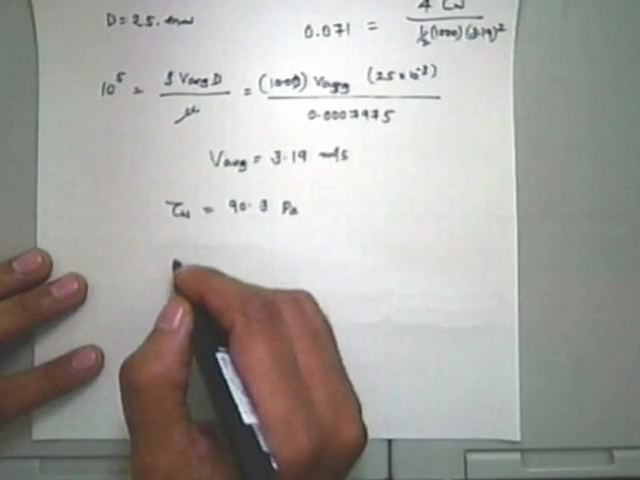 D = 25. mm
0.071 = 4 τw / ½(1000)(3.19)²
10⁵ = ρ Vavg D / μ = (1000) Vavg (25×10⁻³) / 0.0007975
Vavg = 3.19 m/s
τw = 90.3 Pa